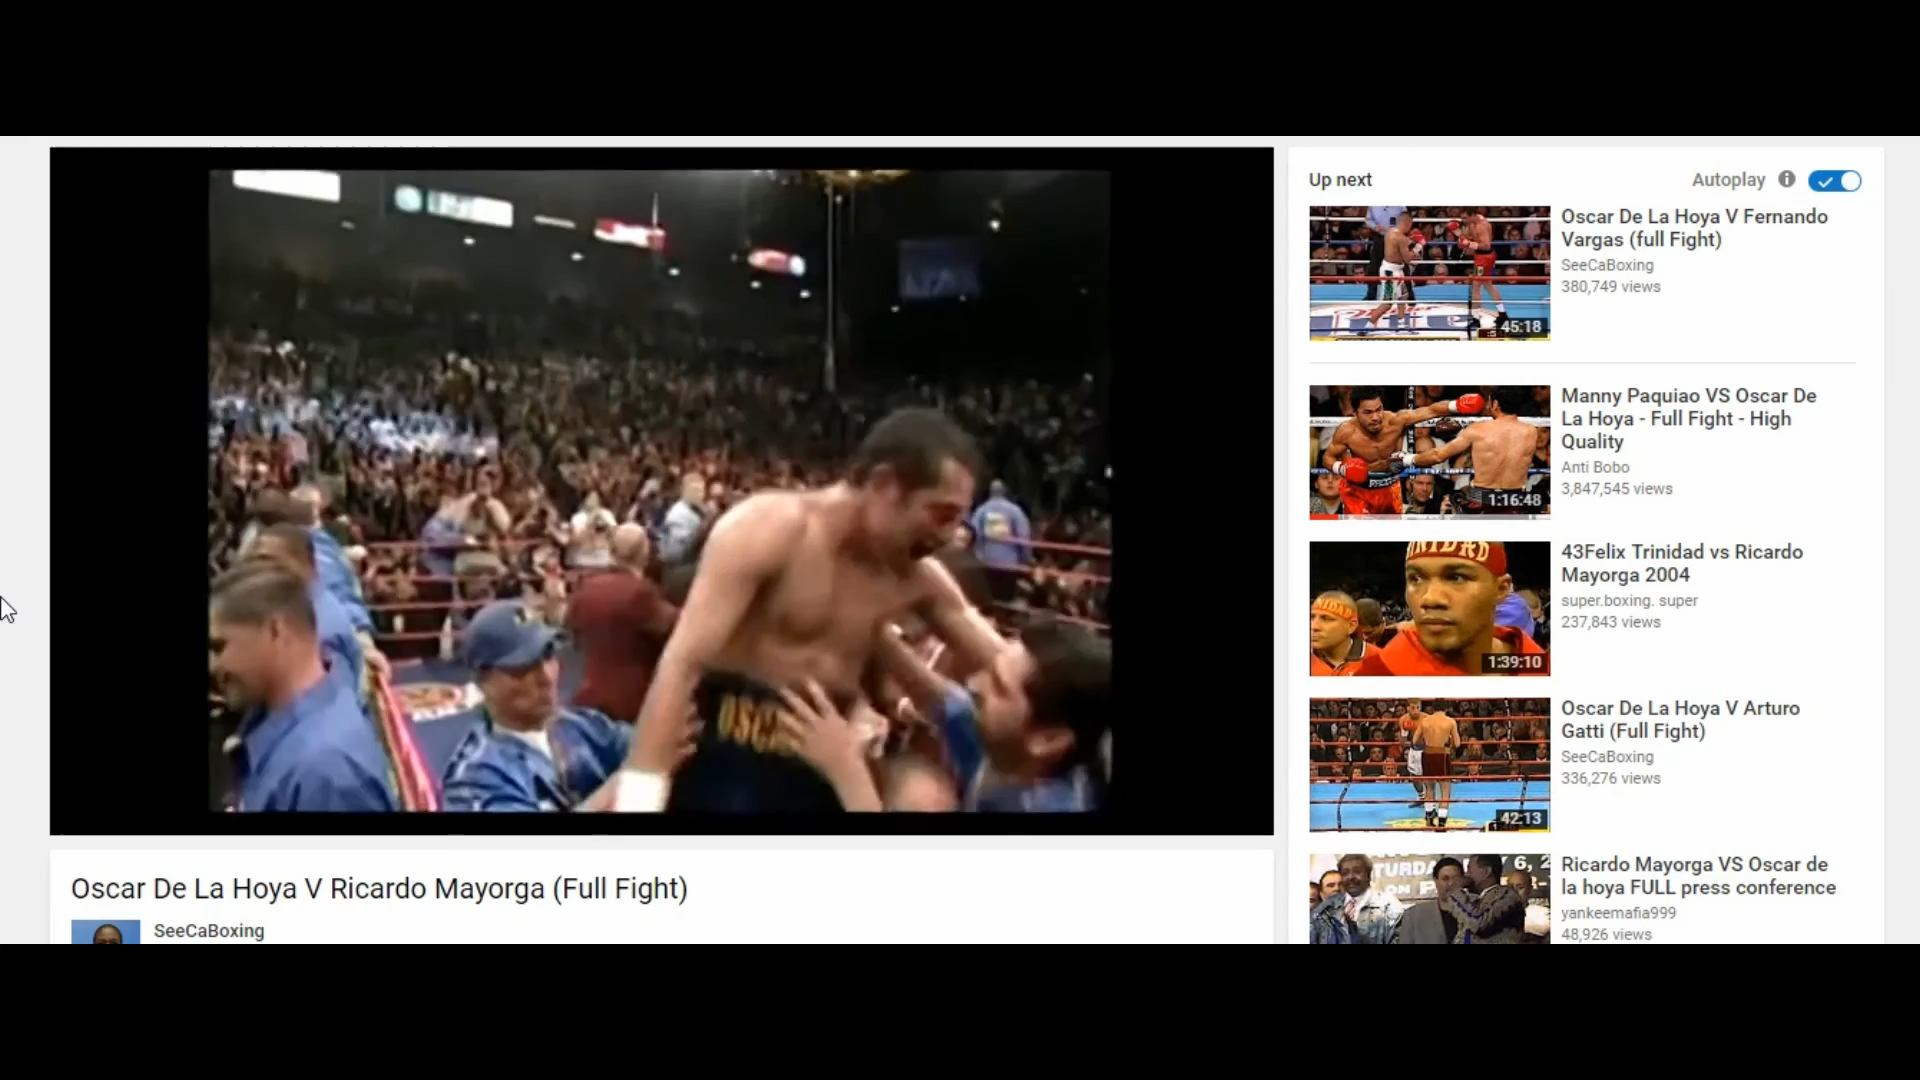 OSCA
Oscar De La Hoya V Ricardo Mayorga (Full Fight)
SeeCaBoxing
Up next
Autoplay
Oscar De La Hoya V Fernando
Vargas (full Fight)
SeeCaBoxing
380,749 views
45:18
Manny Paquiao VS Oscar De
La Hoya - Full Fight - High
Quality
Anti Bobo
3,847,545 views
1:16:48
43Felix Trinidad vs Ricardo
Mayorga 2004
super.boxing. super
237,843 views
1:39:10
Oscar De La Hoya V Arturo
Gatti (Full Fight)
SeeCaBoxing
336,276 views
42:13
Ricardo Mayorga VS Oscar de
la hoya FULL press conference
yankeemafia999
48,926 views